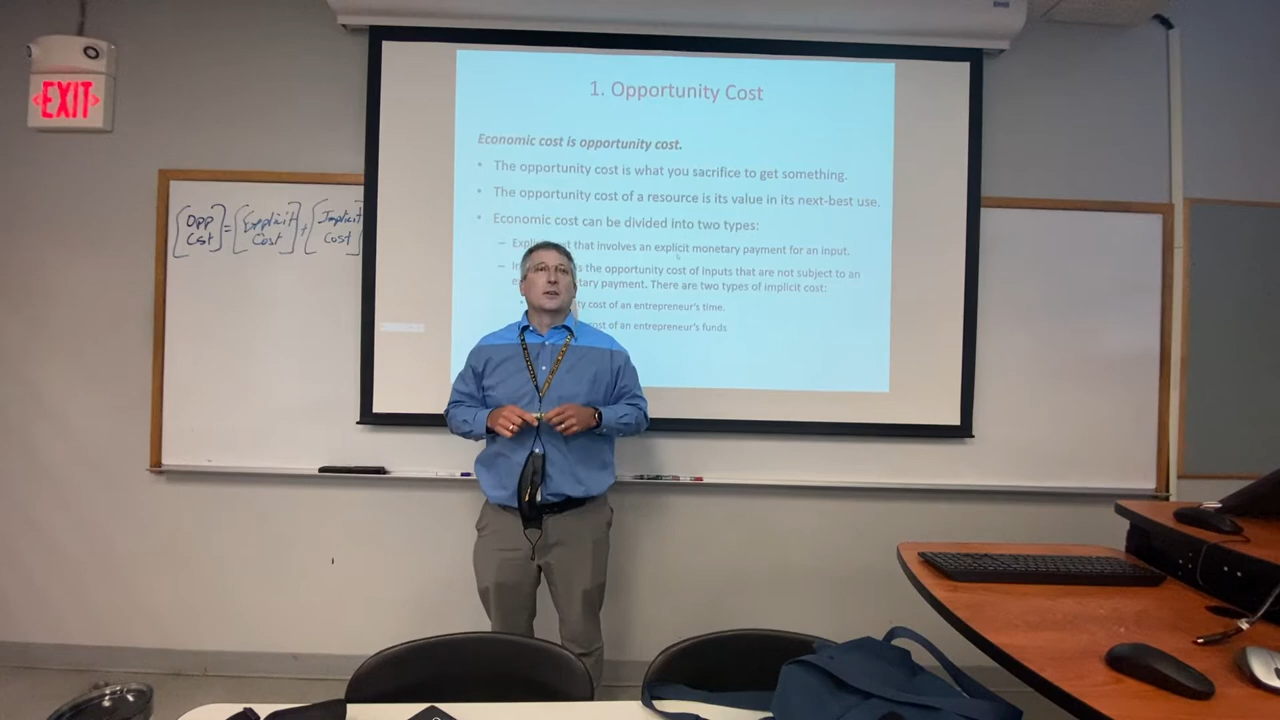 EXIT
1. Opportunity Cost
Economic cost is opportunity cost.
• The opportunity cost is what you sacrifice to get something.
• The opportunity cost of a resource is its value in its next-best use.
• Economic cost can be divided into two types:
– that involves an explicit monetary payment for an input.
– the opportunity cost of inputs that are not subject to an
payment. There are two types of implicit cost:
cost of an entrepreneur's time.
cost of an entrepreneur's funds
[Opp Cst] = [Explicit Cost] + [Implicit Cost]